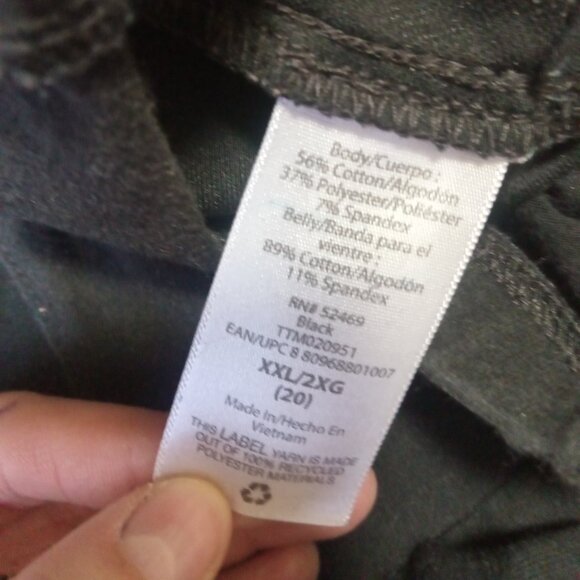 Body/Cuerpo :
56% Cotton/Algodón
37% Polyester/Poliéster
7% Spandex
Belly/Banda para el
vientre :
89% Cotton/Algodón
11% Spandex
RN# 52469
Black
TTM020951
EAN/UPC 8 80968801007
XXL/2XG
(20)
Made in/Hecho En
Vietnam
THIS LABEL YARN IS MADE
OUT OF 100% RECYCLED
POLYESTER MATERIALS